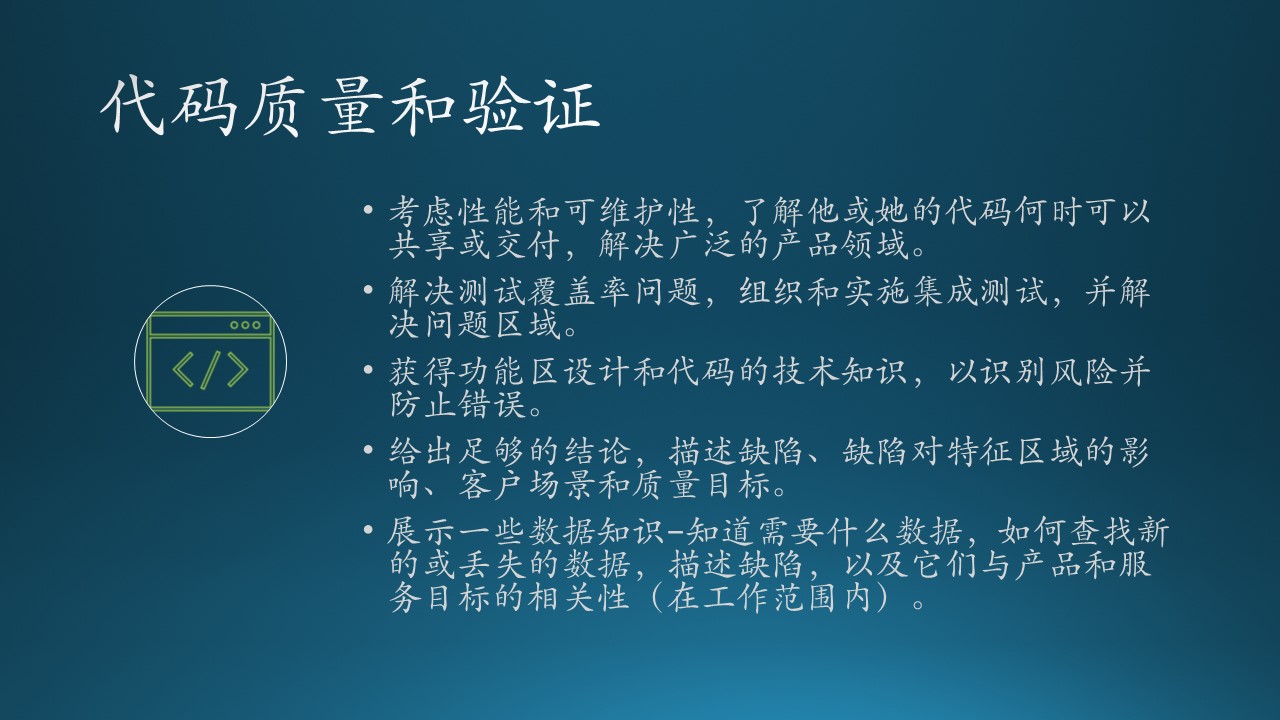 代码质量和验证
• 考虑性能和可维护性，了解他或她的代码何时可以
共享或交付，解决广泛的产品领域。
• 解决测试覆盖率问题，组织和实施集成测试，并解
决问题区域。
• 获得功能区设计和代码的技术知识，以识别风险并
防止错误。
• 给出足够的结论，描述缺陷、缺陷对特征区域的影
响、客户场景和质量目标。
• 展示一些数据知识–知道需要什么数据，如何查找新
的或丢失的数据，描述缺陷，以及它们与产品和服
务目标的相关性（在工作范围内）。
</>